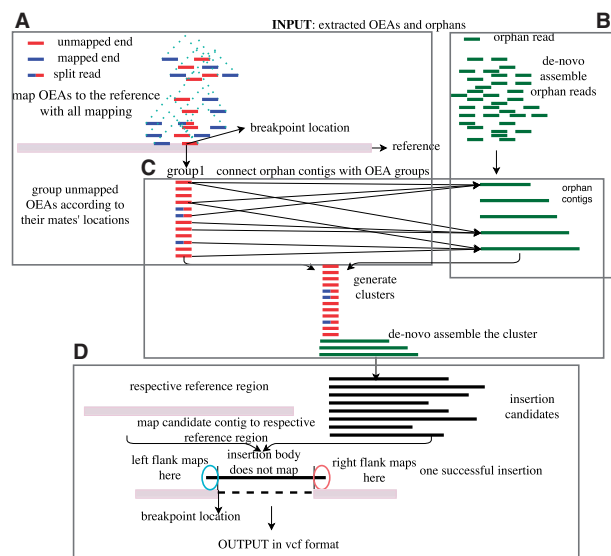 A
INPUT: extracted OEAs and orphans
B
unmapped end
mapped end
split read
map OEAs to the reference
with all mapping
breakpoint location
reference
orphan read
de-novo
assemble
orphan reads
C
group1
connect orphan contigs with OEA groups
group unmapped
OEAs according to
their mates' locations
orphan
contigs
generate
clusters
de-novo assemble the cluster
D
respective reference region
insertion
candidates
map candidate contig to respective
reference region
insertion body
does not map
left flank maps
here
right flank maps
here
one successful insertion
breakpoint location
OUTPUT in vcf format